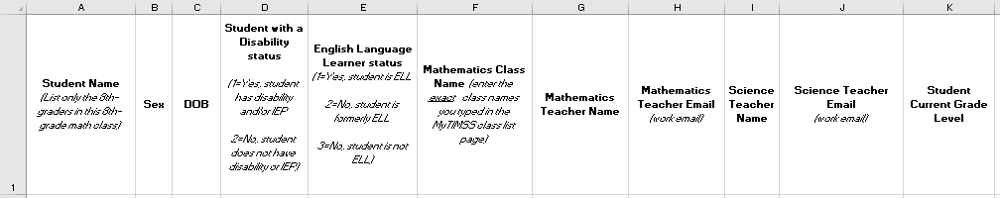 A B C D E F G H I J K
Student Name
(List only the 8th-
graders in this 8th-
grade math class)
Sex
DOB
Student with a
Disability
status
(1=Yes, student
has disability
and/or IEP
2=No, student
does not have
disability or IEP)
English Language
Learner status
(1=Yes, student is ELL
2=No, student is
formerly ELL
3=No, student is not
ELL)
Mathematics Class
Name (enter the
exact class names
you typed in the
MyTIMSS class list
page)
Mathematics
Teacher Name
Mathematics
Teacher Email
(work email)
Science
Teacher
Name
Science Teacher
Email
(work email)
Student
Current Grade
Level
1